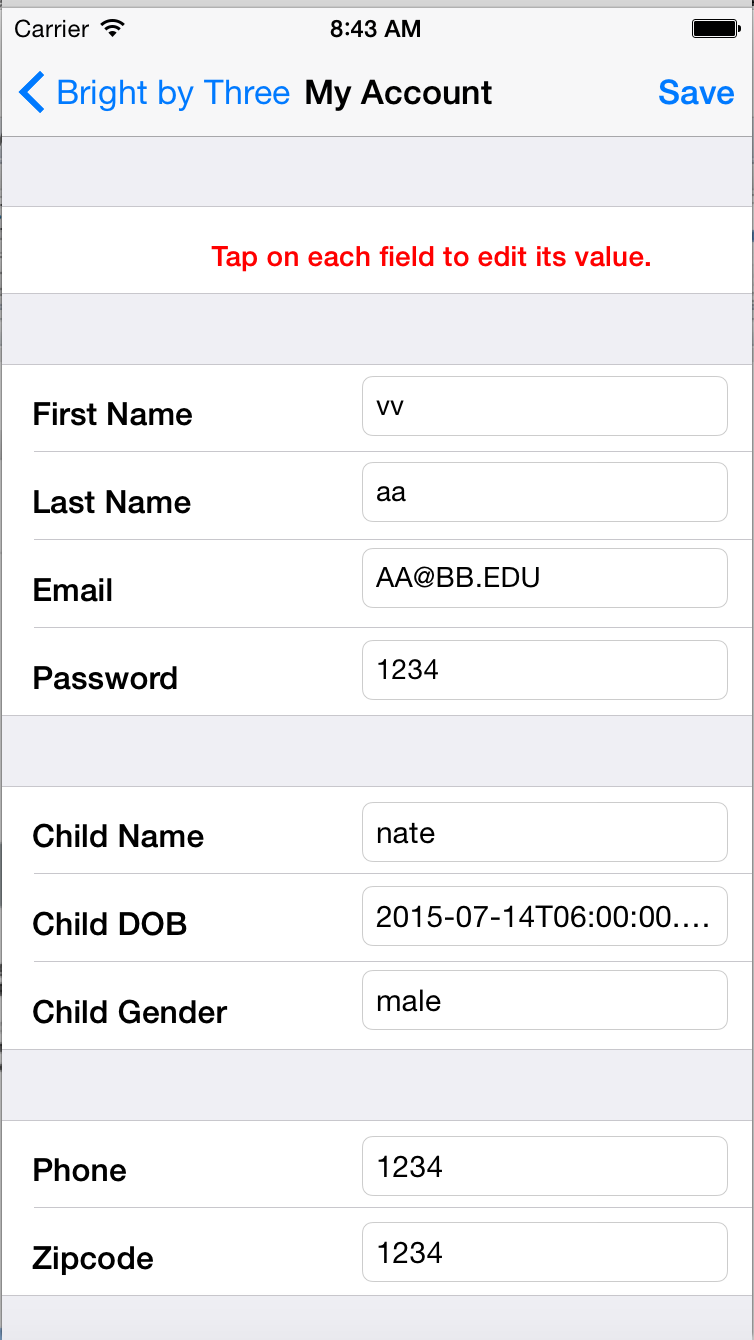 Carrier 8:43 AM
Bright by Three My Account Save
Tap on each field to edit its value.
First Name vv
Last Name aa
Email AA@BB.EDU
Password 1234
Child Name nate
Child DOB 2015-07-14T06:00:00....
Child Gender male
Phone 1234
Zipcode 1234